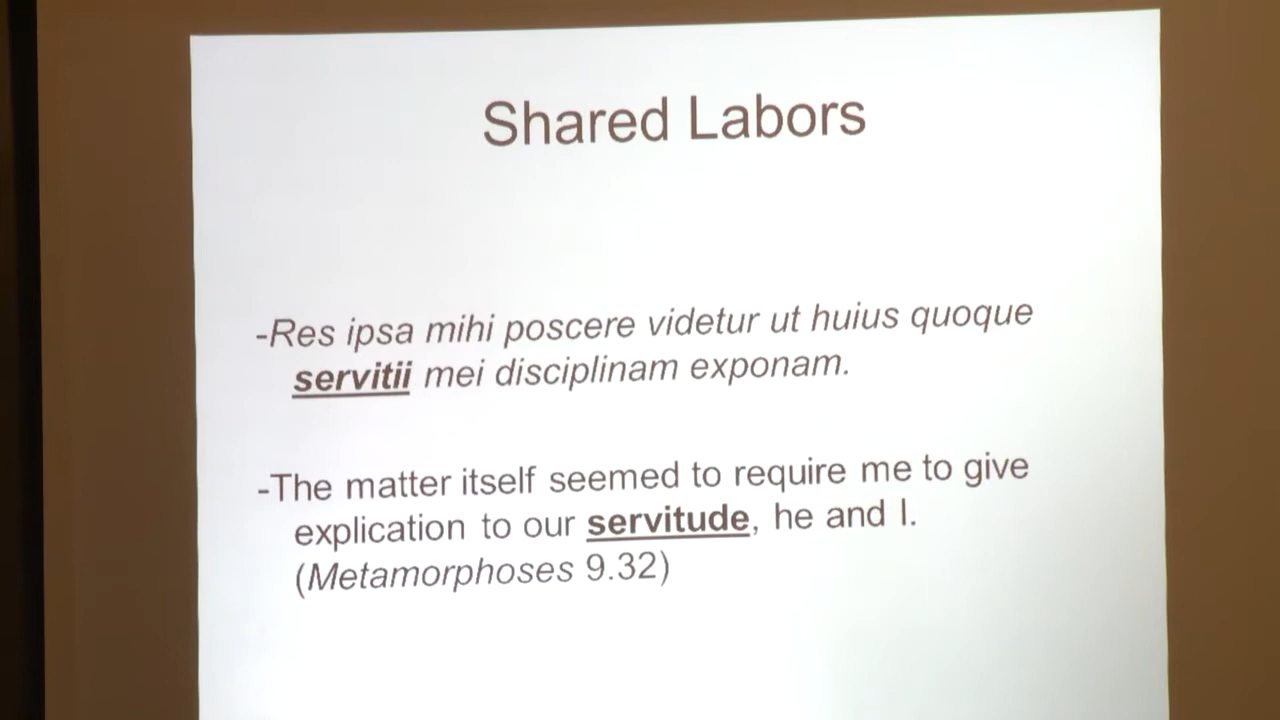 Shared Labors
-Res ipsa mihi poscere videtur ut huius quoque
servitii mei disciplinam exponam.
-The matter itself seemed to require me to give
explication to our servitude, he and I.
(Metamorphoses 9.32)